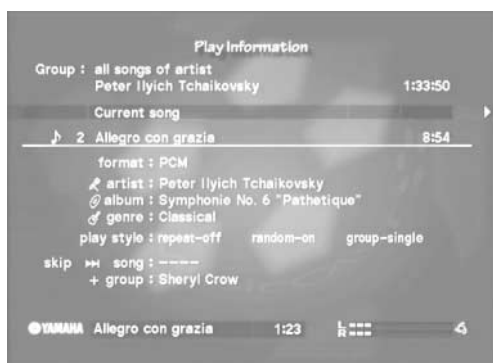 Play Information
Group : all songs of artist
Peter Ilyich Tchaikovsky 1:33:50
Current song
2 Allegro con grazia 8:54
format : PCM
artist : Peter Ilyich Tchaikovsky
album : Symphonie No. 6 "Pathetique"
genre : Classical
play style : repeat-off random-on group-single
skip song : ----
+ group : Sheryl Crow
YAMAHA Allegro con grazia 1:23 L R